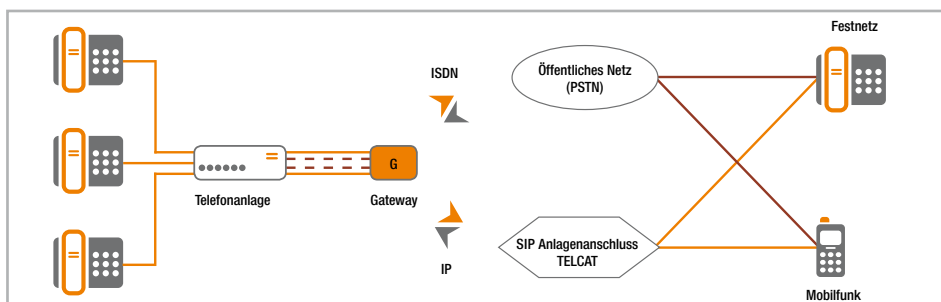 Festnetz
ISDN
Öffentliches Netz
(PSTN)
G
Telefonanlage
Gateway
SIP Anlagenanschluss
TELCAT
IP
Mobilfunk